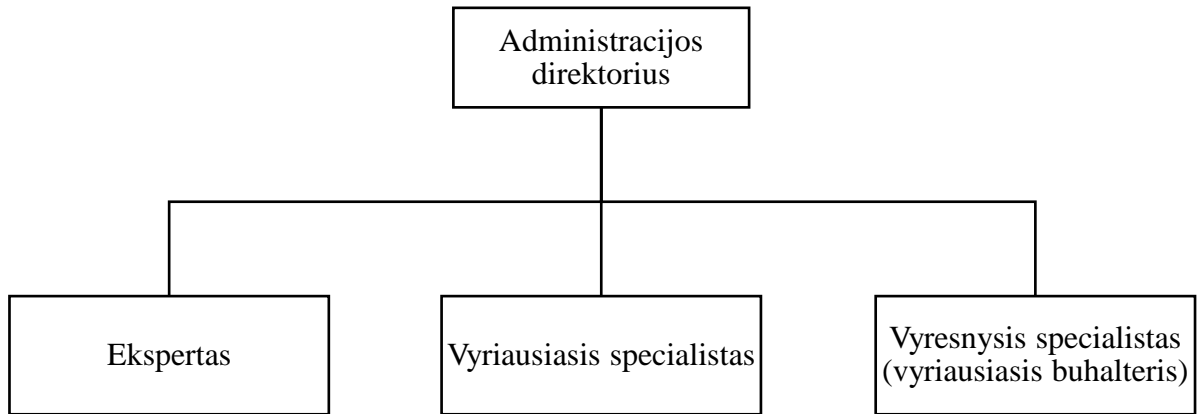 Administracijos
direktorius
Ekspertas
Vyriausiasis specialistas
Vyresnysis specialistas
(vyriausiasis buhalteris)